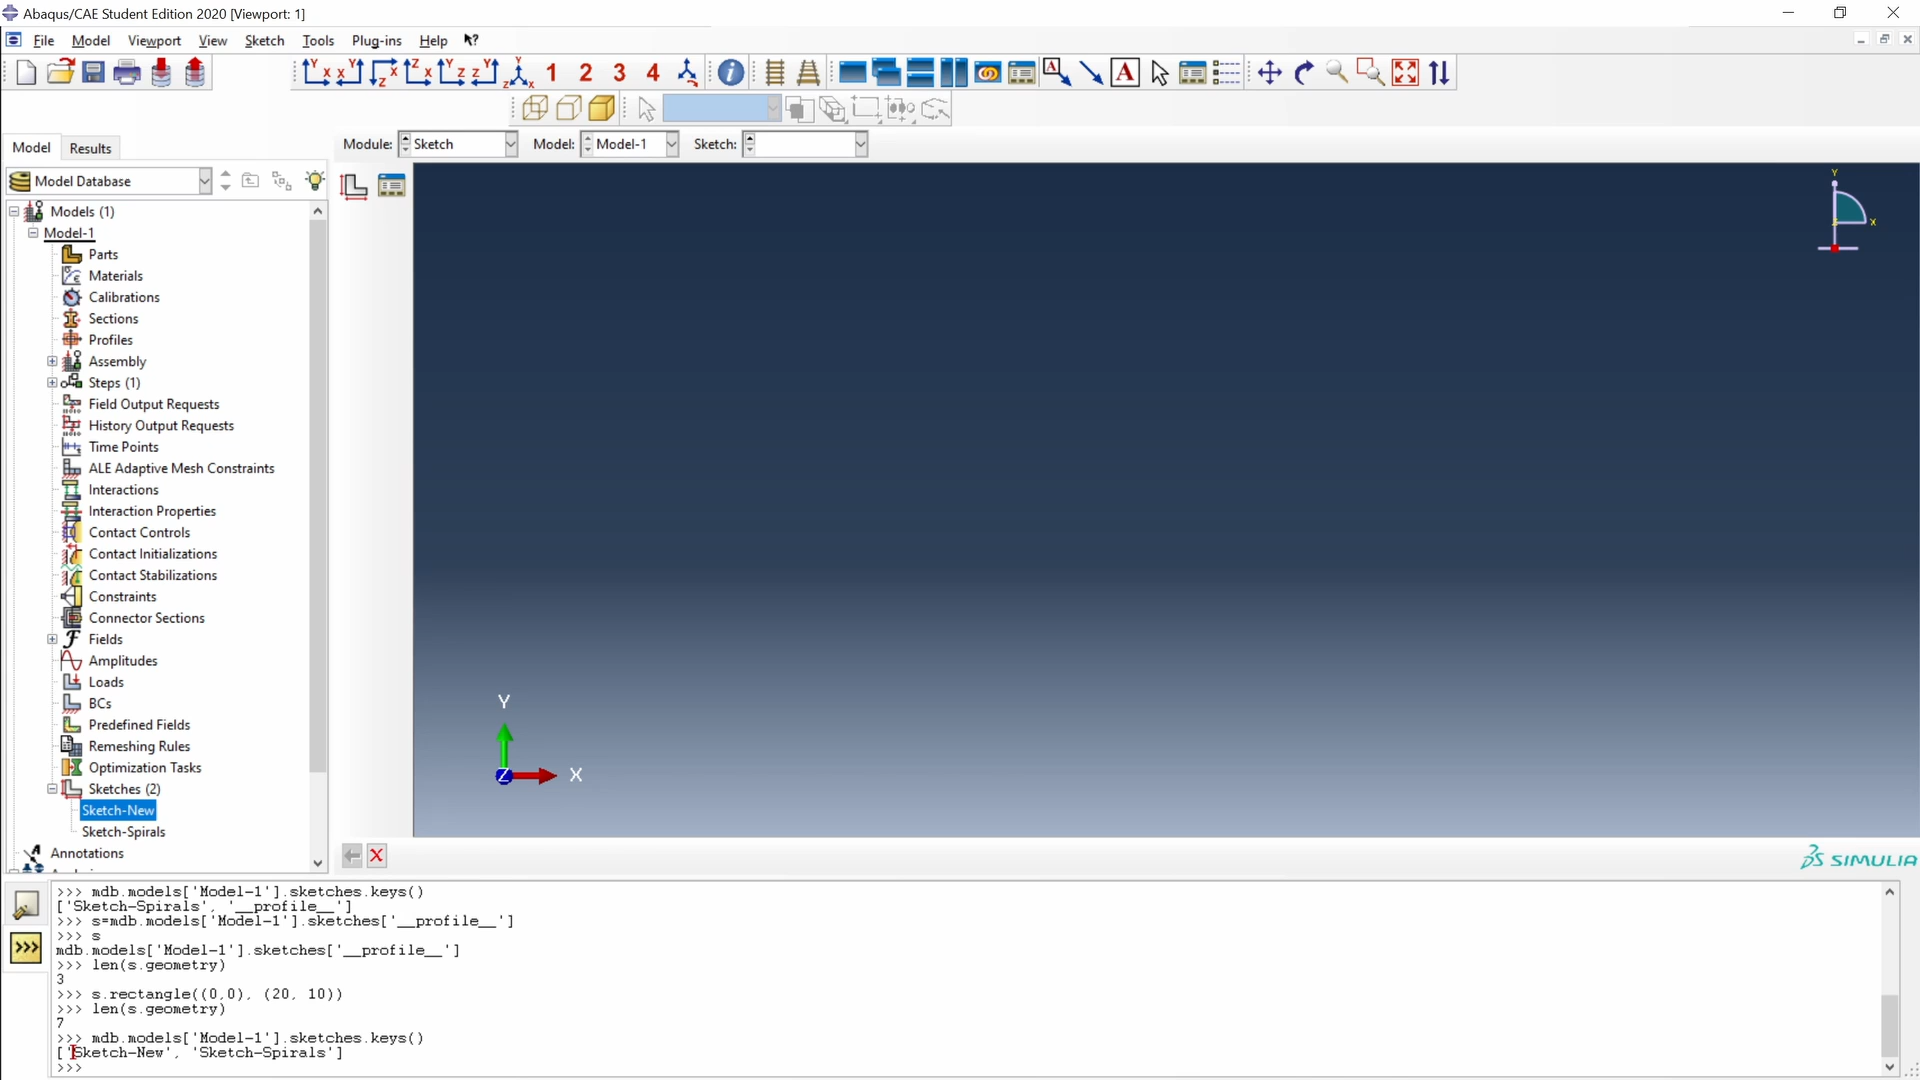 Abaqus/CAE Student Edition 2020 [Viewport: 1]
File Model Viewport View Sketch Tools Plug-ins Help
1 2 3 4
Model Results
Module: Sketch Model: Model-1 Sketch:
Model Database
Models (1)
Model-1
Parts
Materials
Calibrations
Sections
Profiles
Assembly
Steps (1)
Field Output Requests
History Output Requests
Time Points
ALE Adaptive Mesh Constraints
Interactions
Interaction Properties
Contact Controls
Contact Initializations
Contact Stabilizations
Constraints
Connector Sections
Fields
Amplitudes
Loads
BCs
Predefined Fields
Remeshing Rules
Optimization Tasks
Sketches (2)
Sketch-New
Sketch-Spirals
Annotations
Y
X
Y
Z
X
SIMULIA
>>> mdb.models['Model-1'].sketches.keys()
['Sketch-Spirals', '__profile__']
>>> s=mdb.models['Model-1'].sketches['__profile__']
>>> s
mdb.models['Model-1'].sketches['__profile__']
>>> len(s.geometry)
3
>>> s.rectangle((0,0), (20, 10))
>>> len(s.geometry)
7
>>> mdb.models['Model-1'].sketches.keys()
['Sketch-New', 'Sketch-Spirals']
>>>